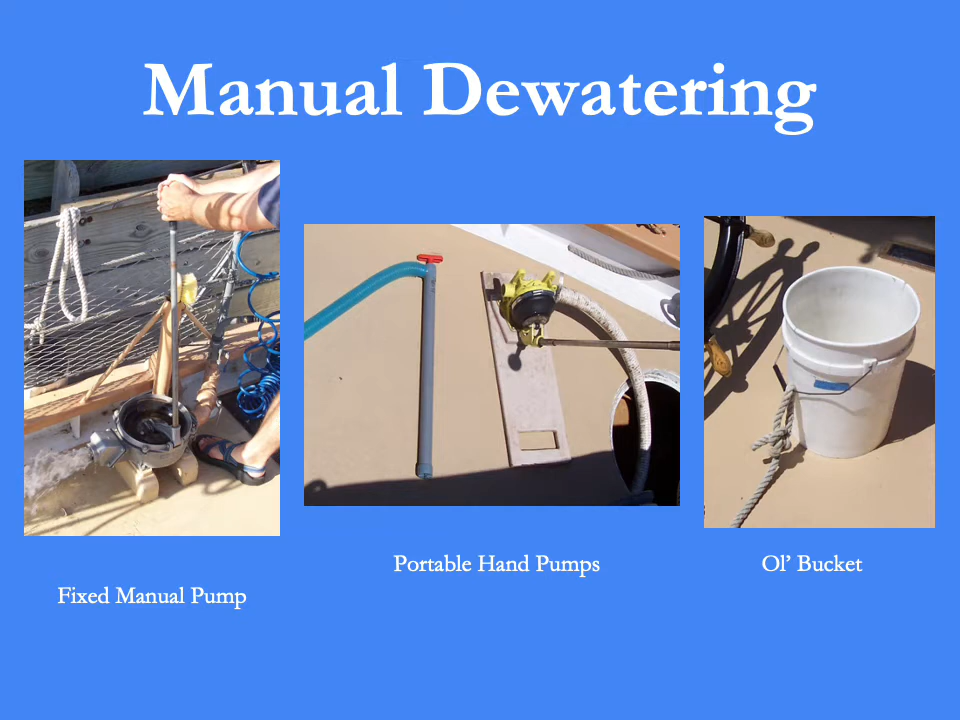 Manual Dewatering
Portable Hand Pumps
Ol’ Bucket
Fixed Manual Pump